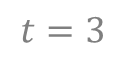 t = 3